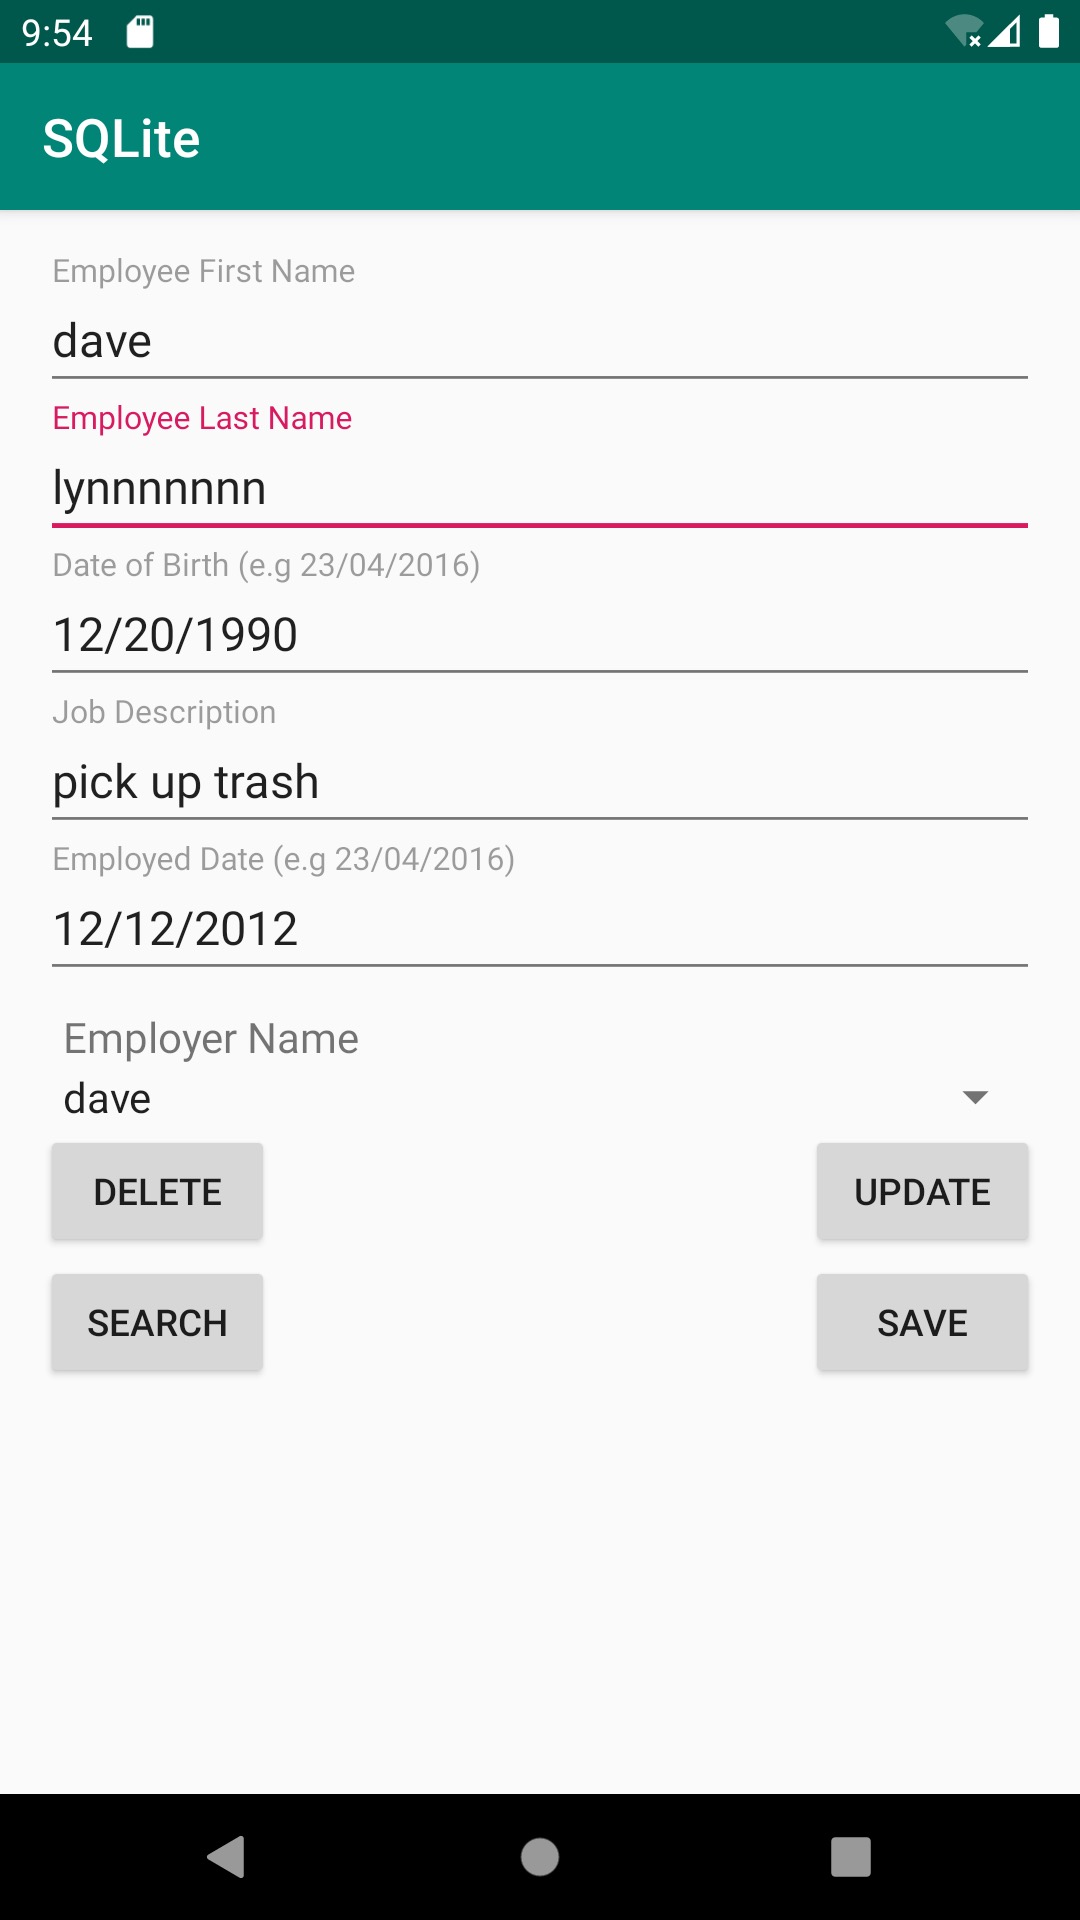 9:54
SQLite
Employee First Name
dave
Employee Last Name
lynnnnnnn
Date of Birth (e.g 23/04/2016)
12/20/1990
Job Description
pick up trash
Employed Date (e.g 23/04/2016)
12/12/2012
Employer Name
dave
DELETE UPDATE
SEARCH SAVE